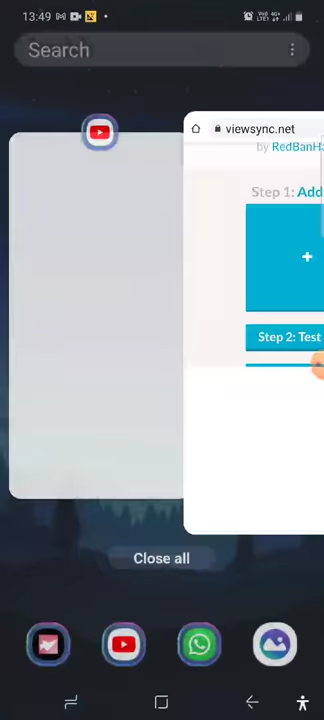 13:49
Search
viewsync.net
by RedBanHa
Step 1: Add
+
Step 2: Test
Close all